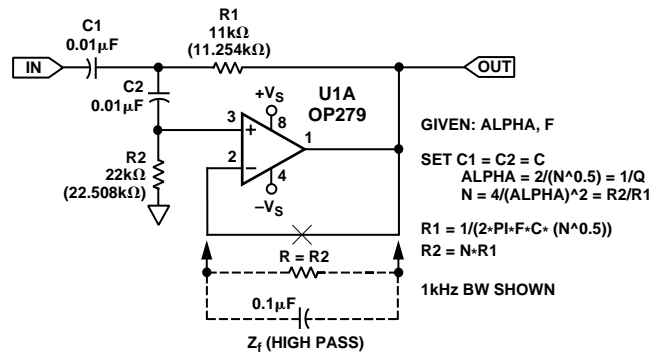 R1
11kΩ
(11.254kΩ)
C1
0.01µF
IN
OUT
C2
0.01µF
+VS
U1A
OP279
3
8
1
2
4
–VS
R2
22kΩ
(22.508kΩ)
GIVEN: ALPHA, F
SET C1 = C2 = C
ALPHA = 2/(N^0.5) = 1/Q
N = 4/(ALPHA)^2 = R2/R1
R1 = 1/(2*PI*F*C* (N^0.5))
R2 = N*R1
1kHz BW SHOWN
R = R2
0.1µF
Zf (HIGH PASS)